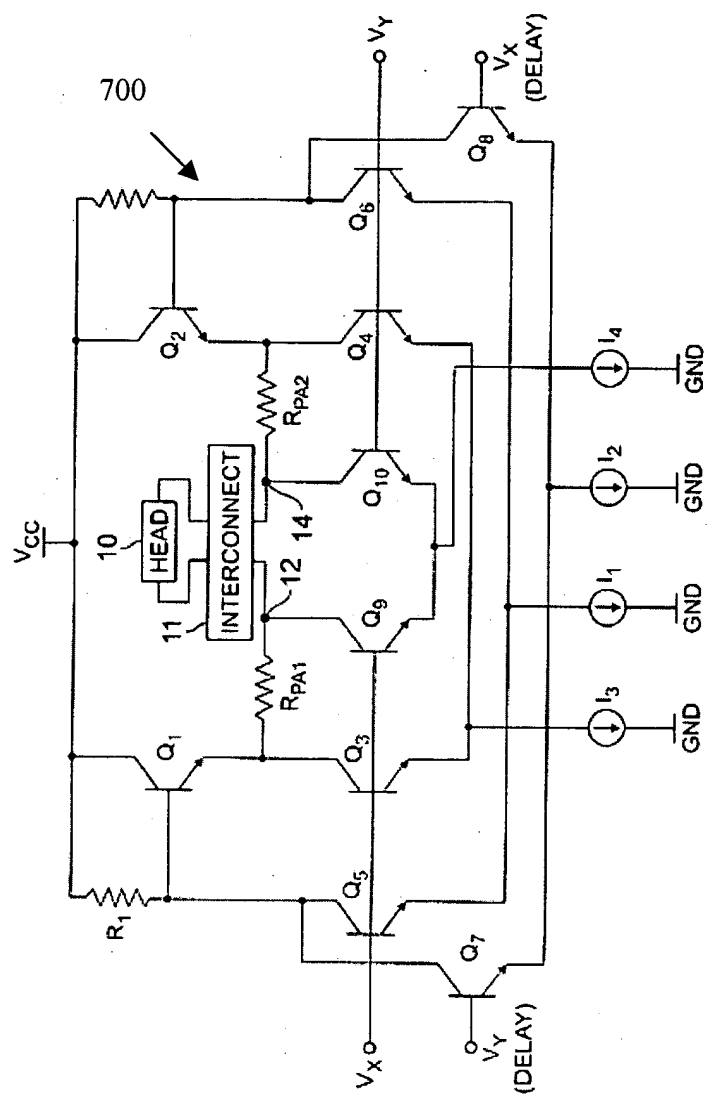 700
VCC
10
HEAD
11
INTERCONNECT
R1
Q1
Q2
12
14
RPA1
RPA2
VX
Q5
Q3
Q9
Q10
Q4
Q6
VY
Q7
VY
(DELAY)
Q8
VX
(DELAY)
I3
I1
I2
I4
GND
GND
GND
GND